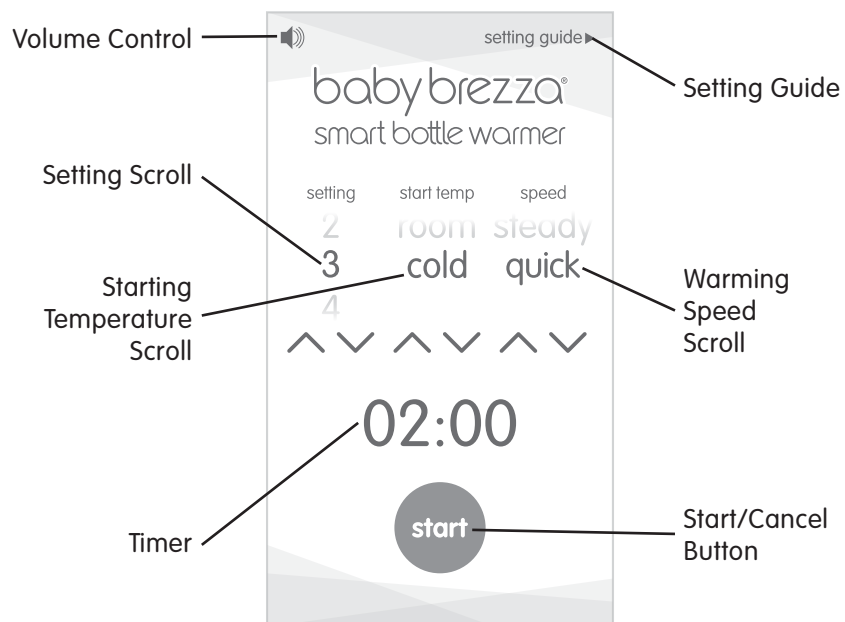 Volume Control
setting guide
Setting Guide
baby brezza®
smart bottle warmer
Setting Scroll
setting start temp speed
2 room steady
3 cold quick
4
Starting
Temperature
Scroll
Warming
Speed
Scroll
02:00
Timer
start
Start/Cancel
Button